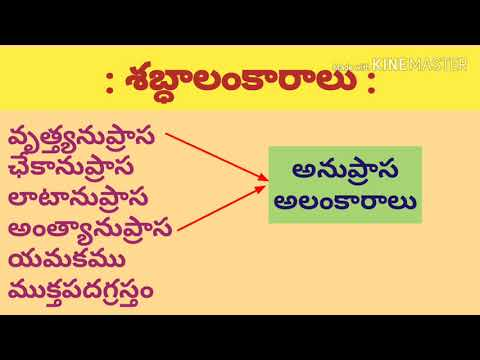 Made with KINEMASTER
: శబ్ధాలంకారాలు :
వృత్త్యనుప్రాస
ఛేకానుప్రాస
లాటానుప్రాస
అంత్యానుప్రాస
యమకము
ముక్తపదగ్రస్తం
అనుప్రాస
అలంకారాలు